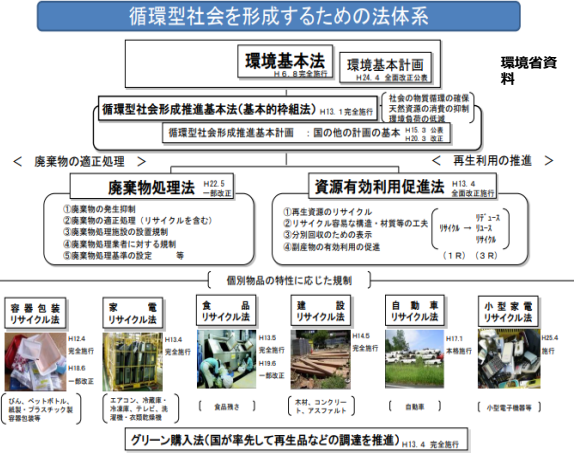 循環型社会を形成するための法体系
環境基本法
H6.8完全施行
環境基本計画
H24.4 全面改正公表
環境省資料
循環型社会形成推進基本法(基本的枠組法) H13.1完全施行
社会の物質循環の確保
天然資源の消費の抑制
環境負荷の低減
循環型社会形成推進基本計画 :国の他の計画の基本 H15.3 公表
H20.3 改正
< 廃棄物の適正処理 >
< 再生利用の推進 >
廃棄物処理法 H22.5 一部改正
①廃棄物の発生抑制
②廃棄物の適正処理(リサイクルを含む)
③廃棄物処理施設の設置規制
④廃棄物処理業者に対する規制
⑤廃棄物処理基準の設定 等
資源有効利用促進法 H13.4 全面改正施行
①再生資源のリサイクル
②リサイクル容易な構造・材質等の工夫
③分別回収のための表示
④副産物の有効利用の促進
リサイクル → リデュース
リユース
リサイクル
(1R) (3R)
個別物品の特性に応じた規制
容器包装リサイクル法
H12.4 完全施行
H18.6 一部改正
びん、ペットボトル、紙製・プラスチック製容器包装等
家電リサイクル法
H13.4 完全施行
エアコン、冷蔵庫・冷凍庫、テレビ、洗濯機・衣類乾燥機
食品リサイクル法
H13.5 完全施行
H19.6 一部改正
食品残さ
建設リサイクル法
H14.5 完全施行
木材、コンクリート、アスファルト
自動車リサイクル法
H17.1 本格施行
自動車
小型家電リサイクル法
H25.4 施行
小型電子機器等
グリーン購入法(国が率先して再生品などの調達を推進) H13.4 完全施行